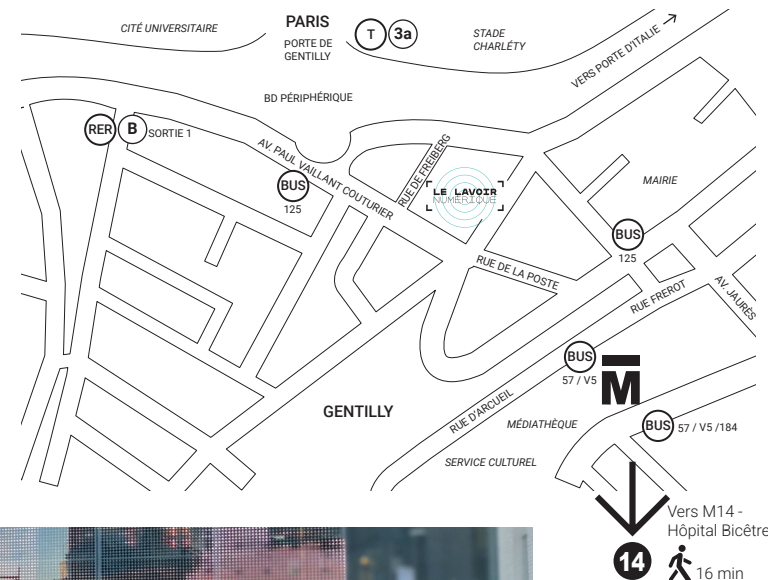 CITÉ UNIVERSITAIRE
PARIS
PORTE DE
GENTILLY
T
3a
STADE
CHARLÉTY
VERS PORTE D'ITALIE
BD PÉRIPHÉRIQUE
RER
B
SORTIE 1
AV. PAUL VAILLANT COUTURIER
RUE DE FREIBERG
BUS
125
LE LAVOIR
NUMÉRIQUE
MAIRIE
BUS
125
RUE DE LA POSTE
RUE FREROT
AV. JAURÈS
BUS
57 / V5
M
GENTILLY
RUE D'ARCUEIL
MÉDIATHÈQUE
BUS
57 / V5 /184
SERVICE CULTUREL
Vers M14 -
Hôpital Bicêtre
14
16 min